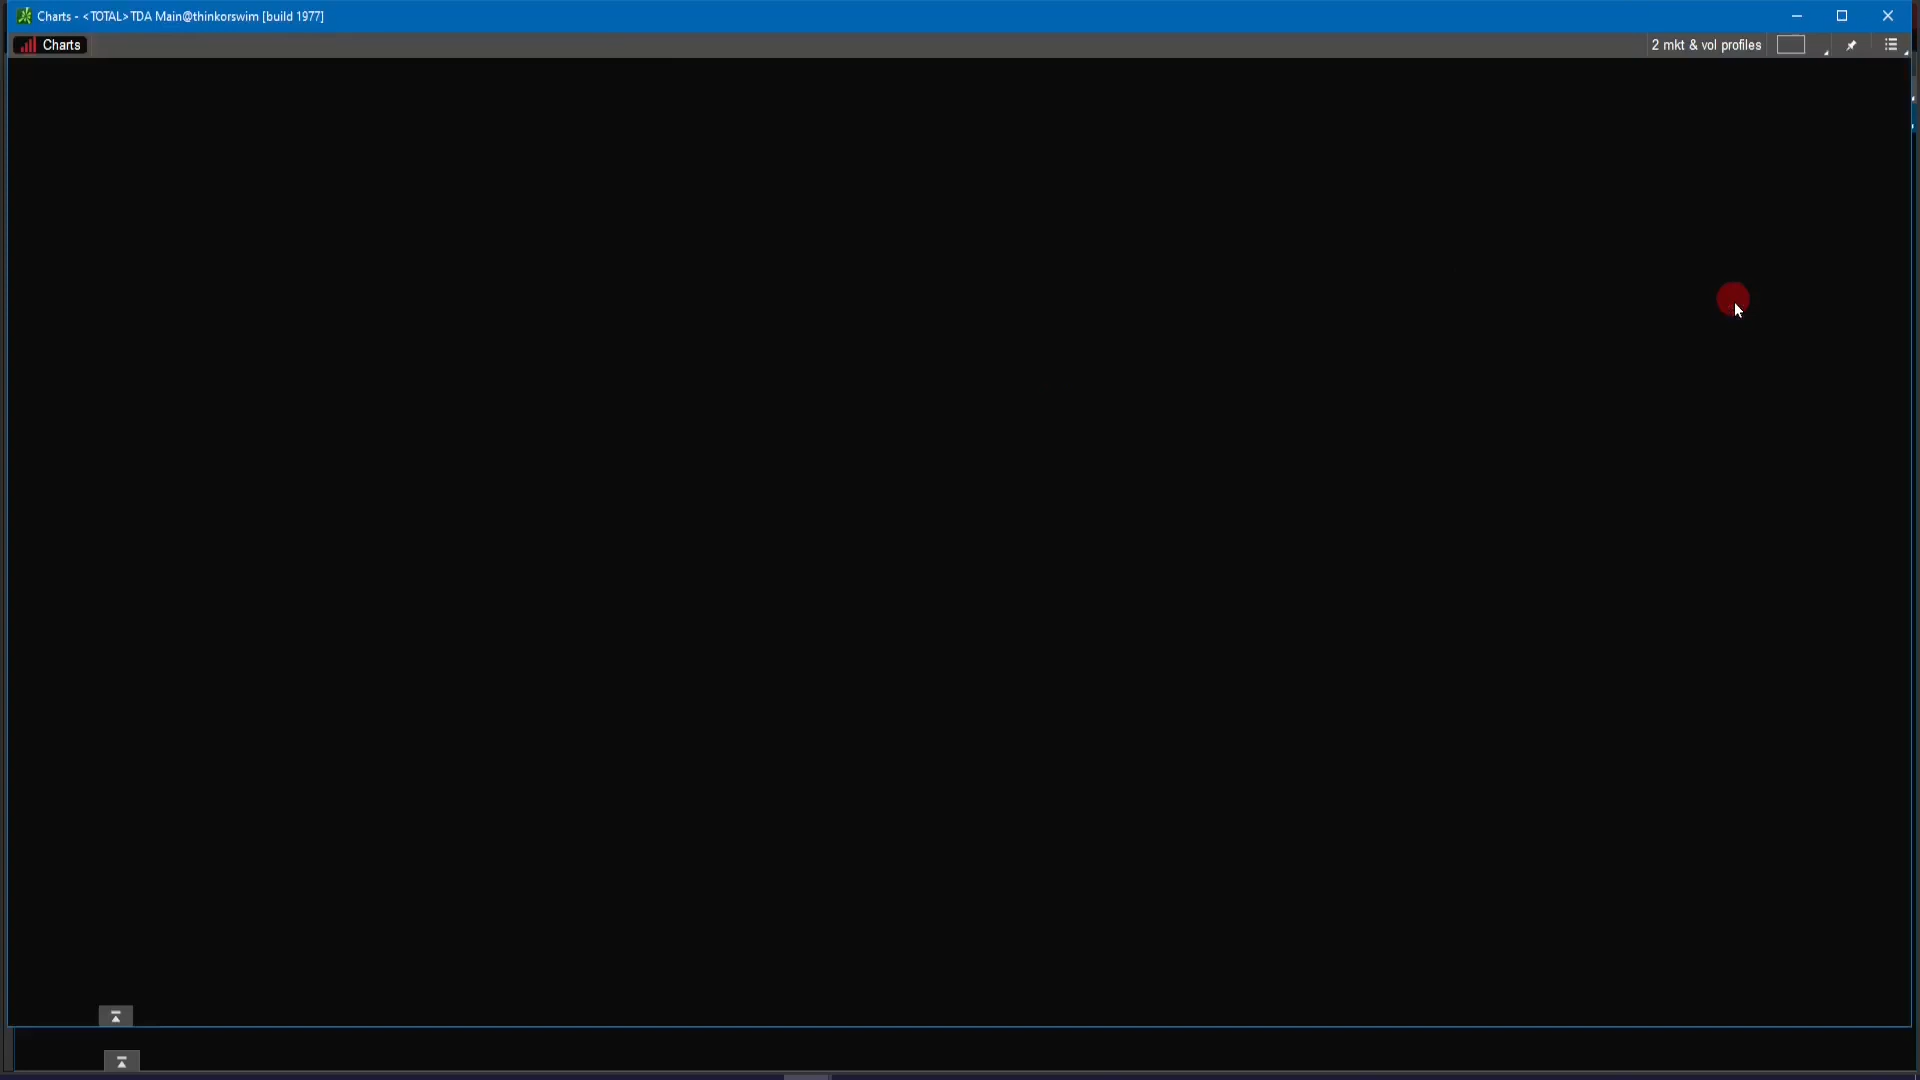 Charts - <TOTAL>TDA Main@thinkorswim [build 1977]
Charts
2 mkt & vol profiles